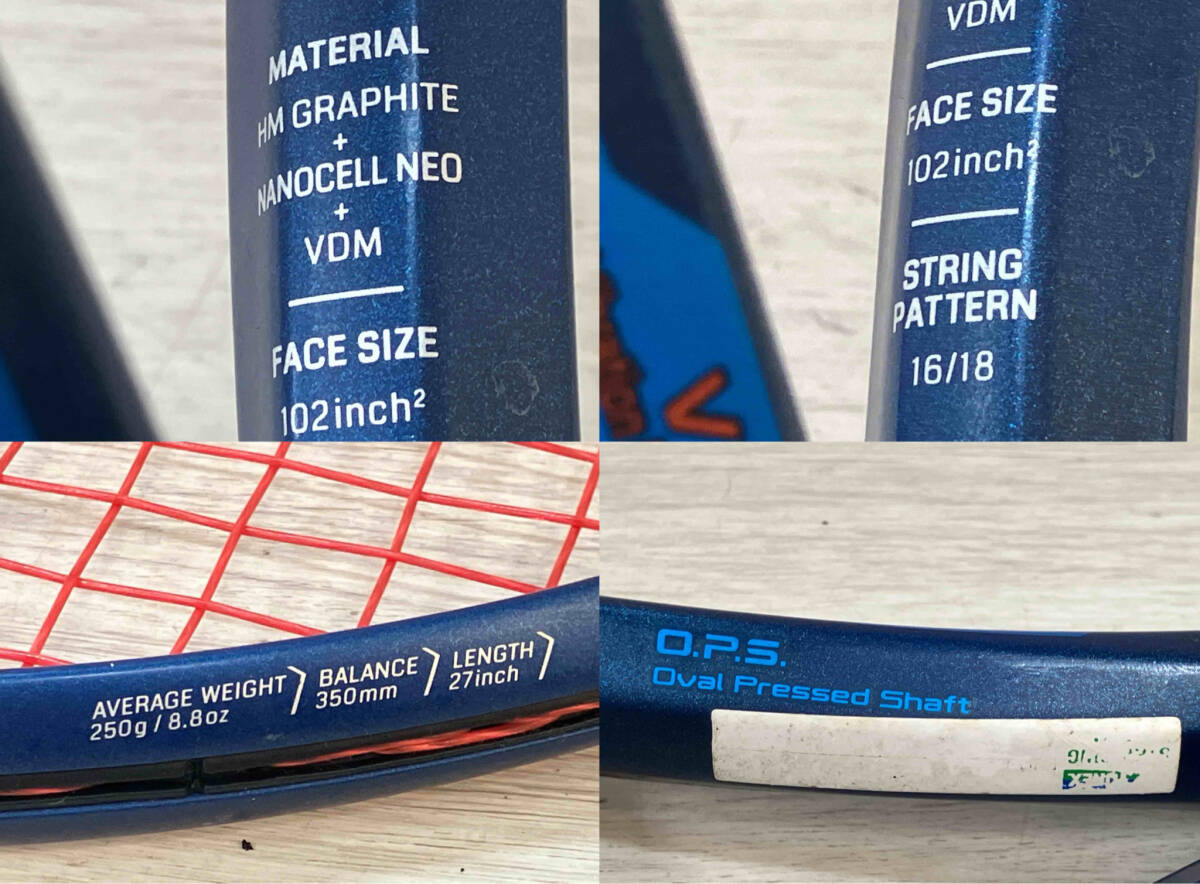 MATERIAL
HM GRAPHITE
+
NANOCELL NEO
+
VDM
FACE SIZE
102inch²
VDM
FACE SIZE
102inch²
STRING
PATTERN
16/18
AVERAGE WEIGHT
250g / 8.8oz
BALANCE
350mm
LENGTH
27inch
O.P.S.
Oval Pressed Shaft